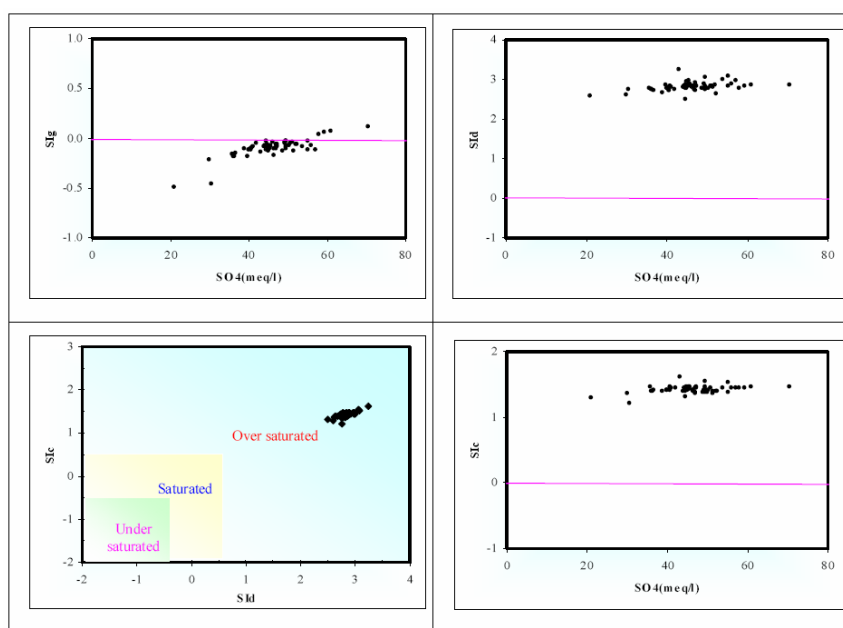 1.0
0.5
0.0
-0.5
-1.0
SIg
0 20 40 60 80
SO4(meq/l)
4
3
2
1
0
-1
SId
0 20 40 60 80
SO4(meq/l)
3
2
1
0
-1
-2
SIc
Over saturated
Saturated
Under
saturated
-2 -1 0 1 2 3 4
SId
2
1
0
-1
SIc
0 20 40 60 80
SO4(meq/l)